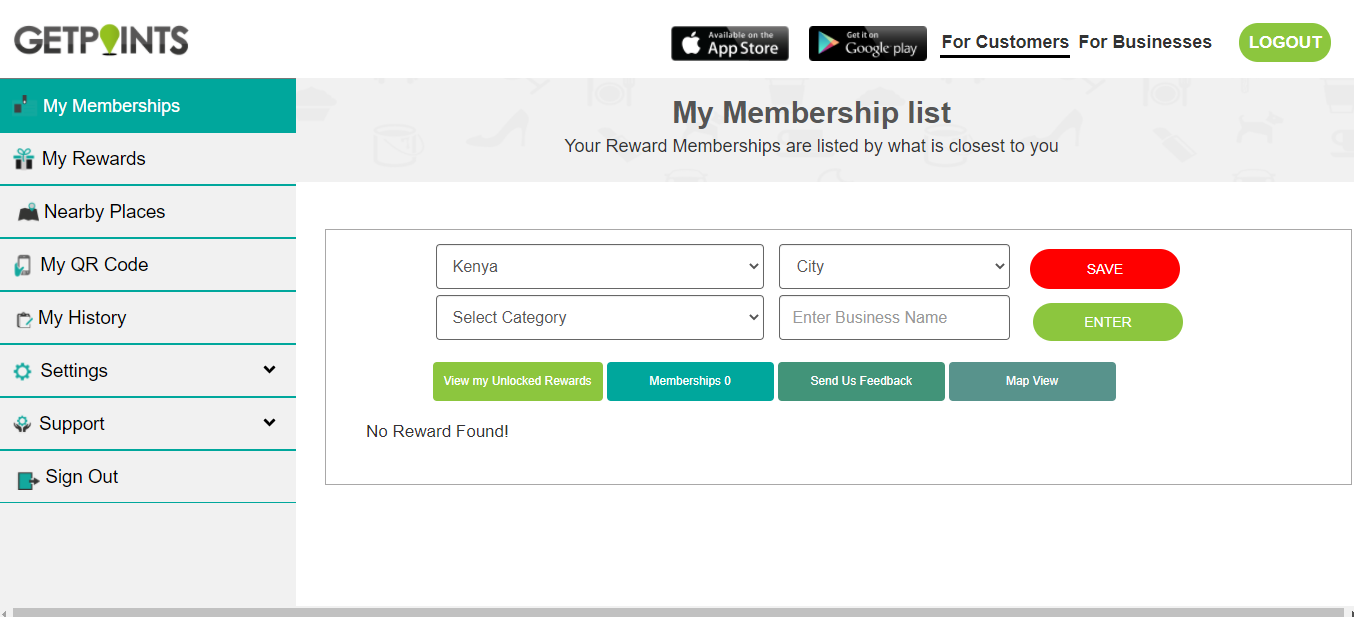 GETPOINTS
Available on the
App Store
Get it on
Google play
For Customers
For Businesses
LOGOUT
My Memberships
My Rewards
Nearby Places
My QR Code
My History
Settings
Support
Sign Out
My Membership list
Your Reward Memberships are listed by what is closest to you
Kenya
City
SAVE
Select Category
Enter Business Name
ENTER
View my Unlocked Rewards
Memberships 0
Send Us Feedback
Map View
No Reward Found!